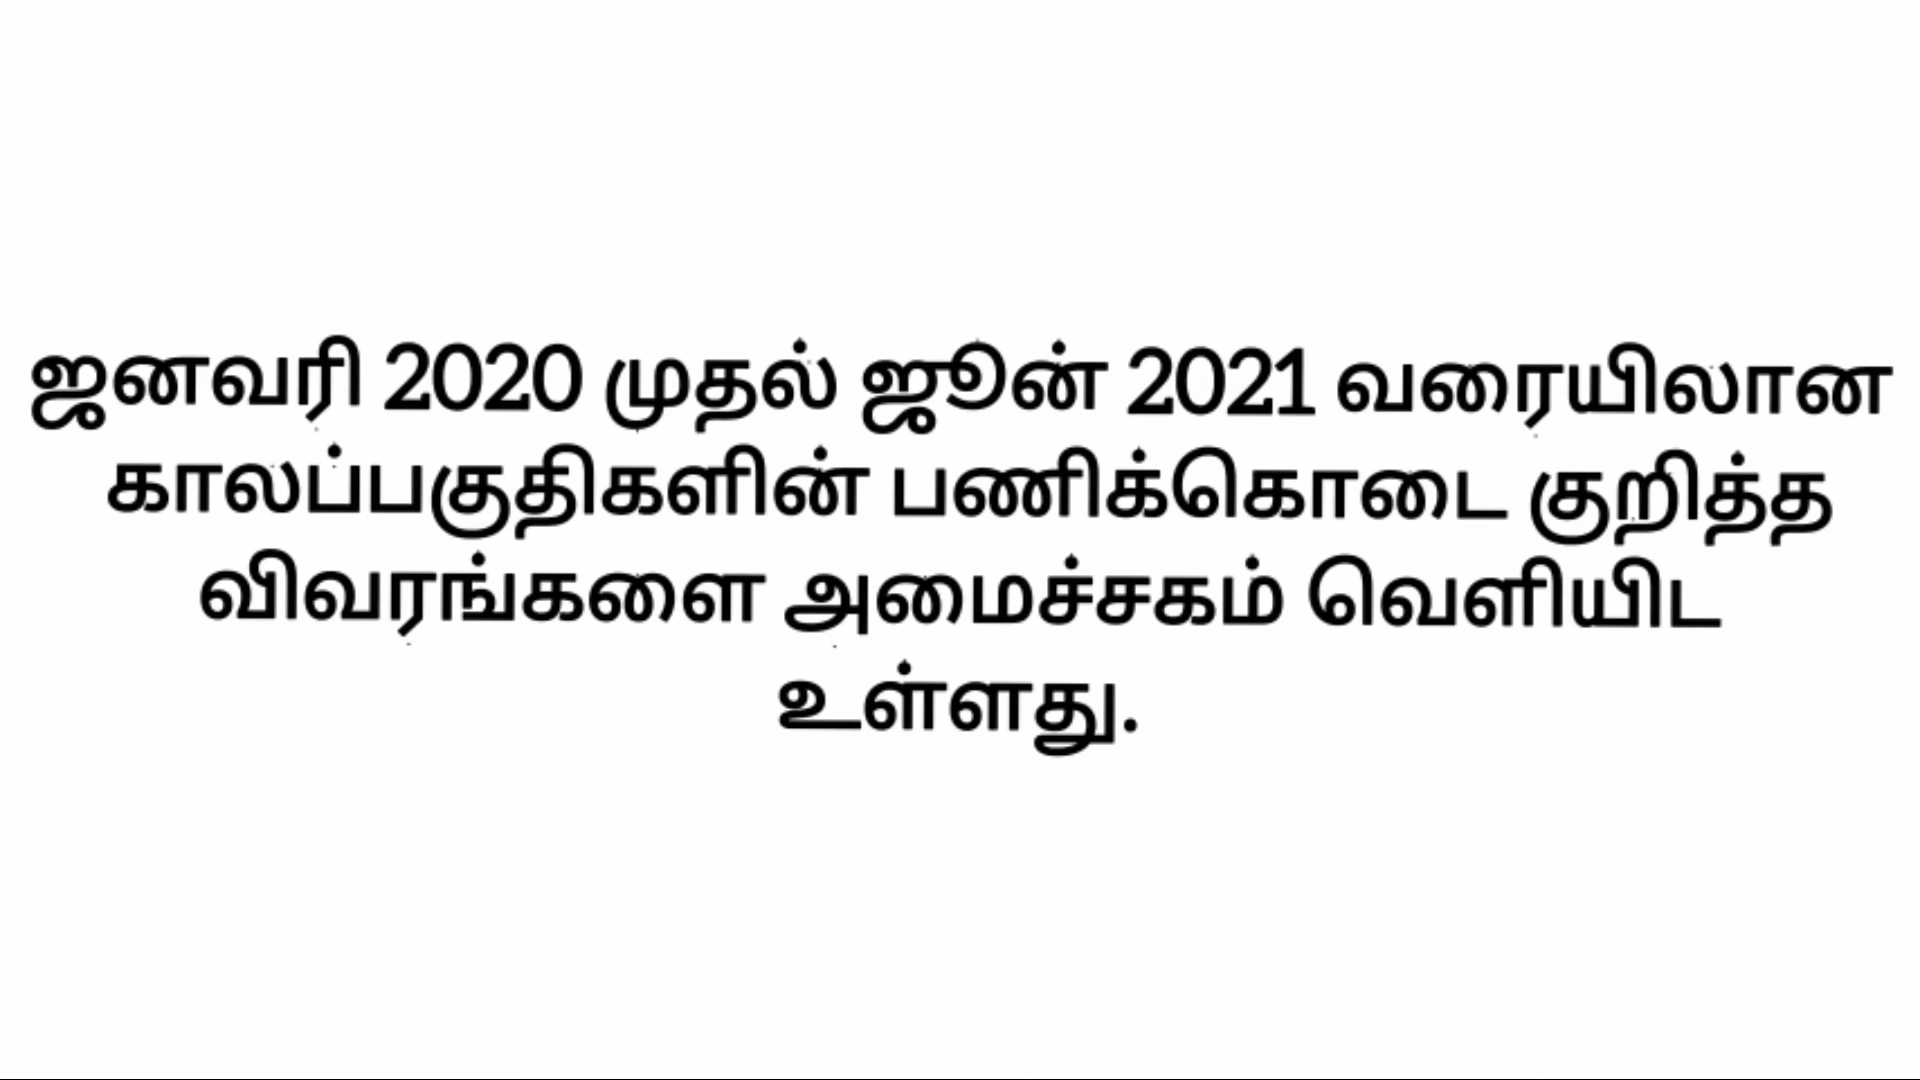 ஜனவரி 2020 முதல் ஜூன் 2021 வரையிலான
காலப்பகுதிகளின் பணிக்கொடை குறித்த
விவரங்களை அமைச்சகம் வெளியிட
உள்ளது.